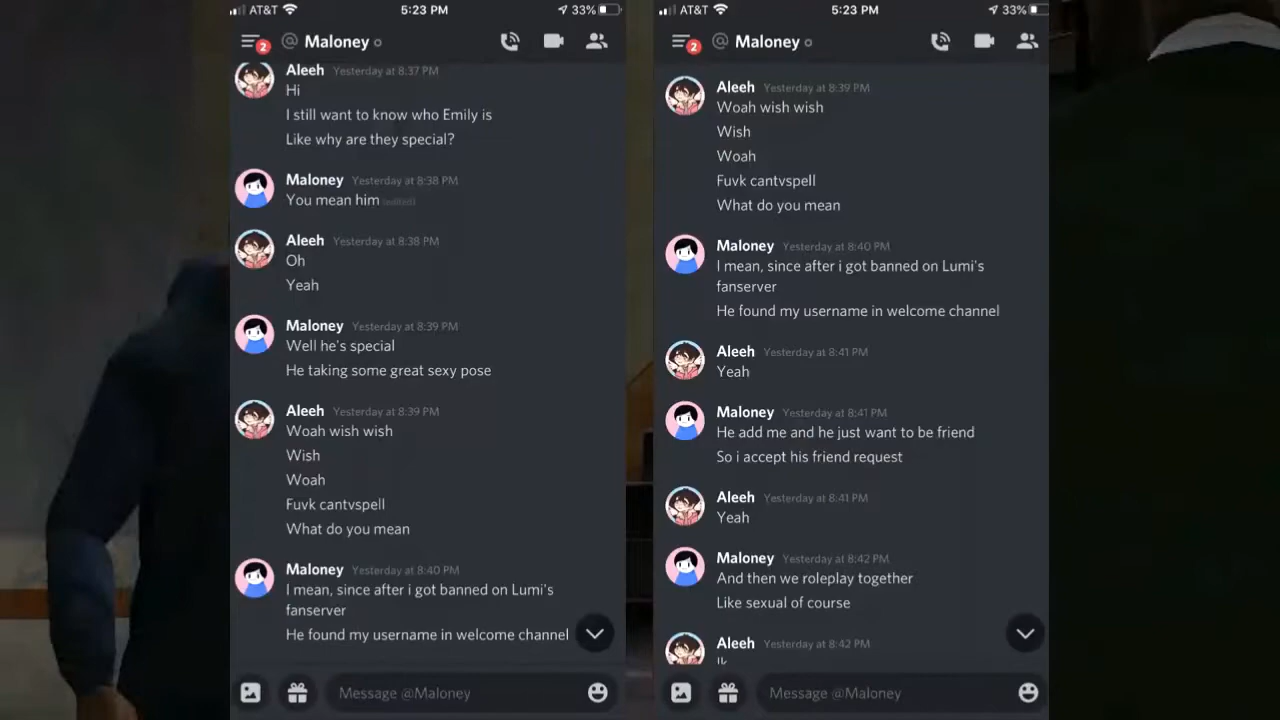 AT&T 5:23 PM 33%
2 @ Maloney
Aleeh Yesterday at 8:37 PM
Hi
I still want to know who Emily is
Like why are they special?
Maloney Yesterday at 8:38 PM
You mean him (edited)
Aleeh Yesterday at 8:38 PM
Oh
Yeah
Maloney Yesterday at 8:39 PM
Well he's special
He taking some great sexy pose
Aleeh Yesterday at 8:39 PM
Woah wish wish
Wish
Woah
Fuvk cantvspell
What do you mean
Maloney Yesterday at 8:40 PM
I mean, since after i got banned on Lumi's
fanserver
He found my username in welcome channel
Message @Maloney
AT&T 5:23 PM 33%
2 @ Maloney
Aleeh Yesterday at 8:39 PM
Woah wish wish
Wish
Woah
Fuvk cantvspell
What do you mean
Maloney Yesterday at 8:40 PM
I mean, since after i got banned on Lumi's
fanserver
He found my username in welcome channel
Aleeh Yesterday at 8:41 PM
Yeah
Maloney Yesterday at 8:41 PM
He add me and he just want to be friend
So i accept his friend request
Aleeh Yesterday at 8:41 PM
Yeah
Maloney Yesterday at 8:42 PM
And then we roleplay together
Like sexual of course
Aleeh Yesterday at 8:42 PM
Message @Maloney